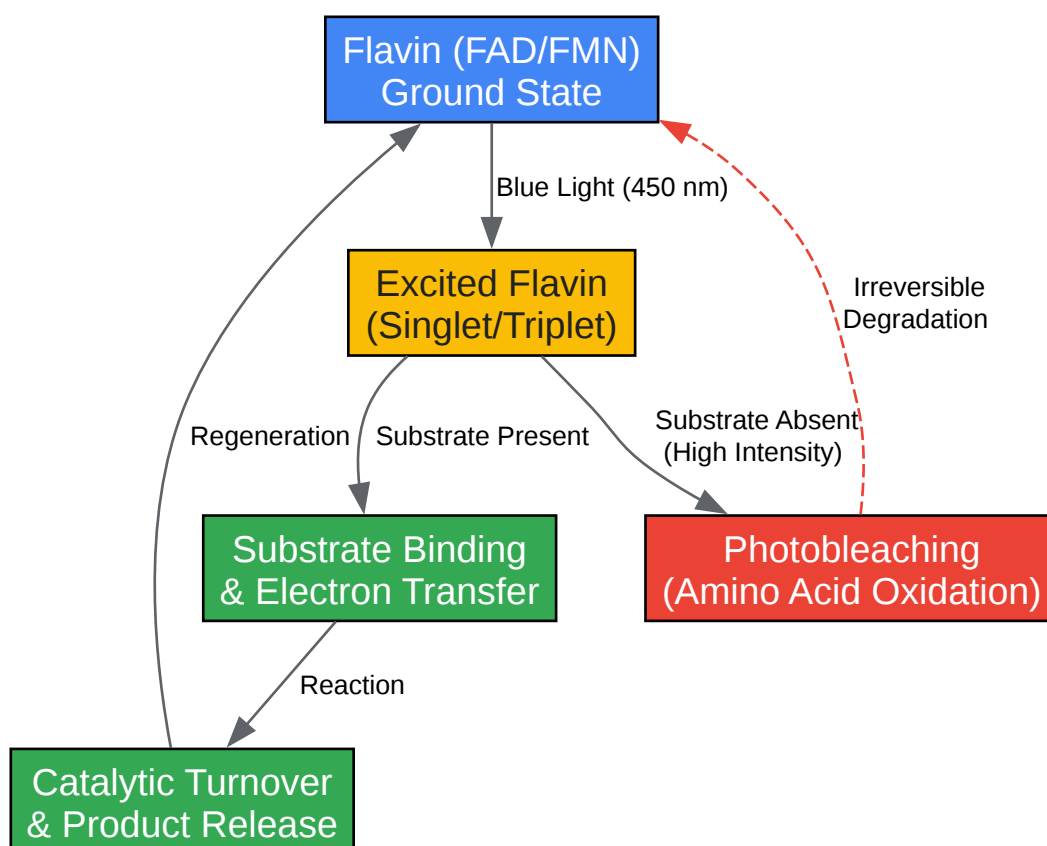 Flavin (FAD/FMN)
Ground State
Blue Light (450 nm)
Excited Flavin
(Singlet/Triplet)
Irreversible
Degradation
Regeneration
Substrate Present
Substrate Absent
(High Intensity)
Substrate Binding
& Electron Transfer
Photobleaching
(Amino Acid Oxidation)
Reaction
Catalytic Turnover
& Product Release